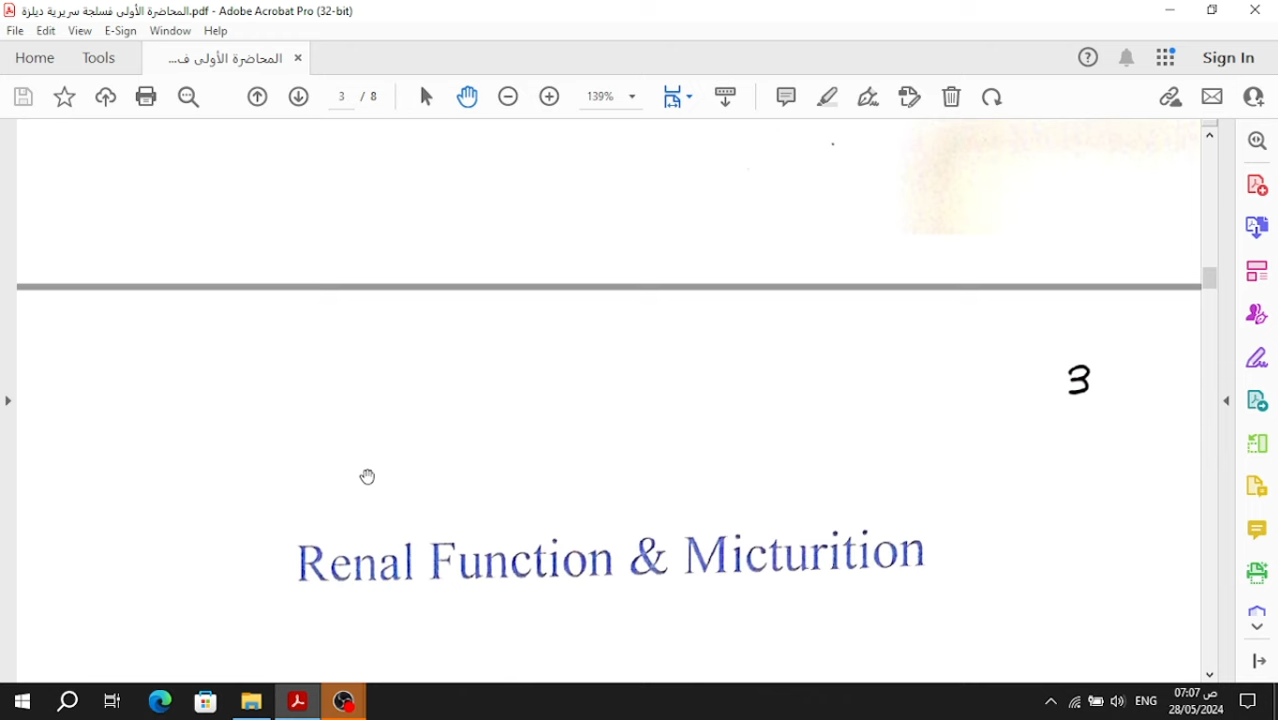 المحاضرة الأولى فسلجة سريرية ديلزة.pdf - Adobe Acrobat Pro (32-bit)
File Edit View E-Sign Window Help
Home Tools المحاضرة الأولى ف... × Sign In
3 / 8 139%
3
Renal Function & Micturition
ENG ص 07:07
28/05/2024